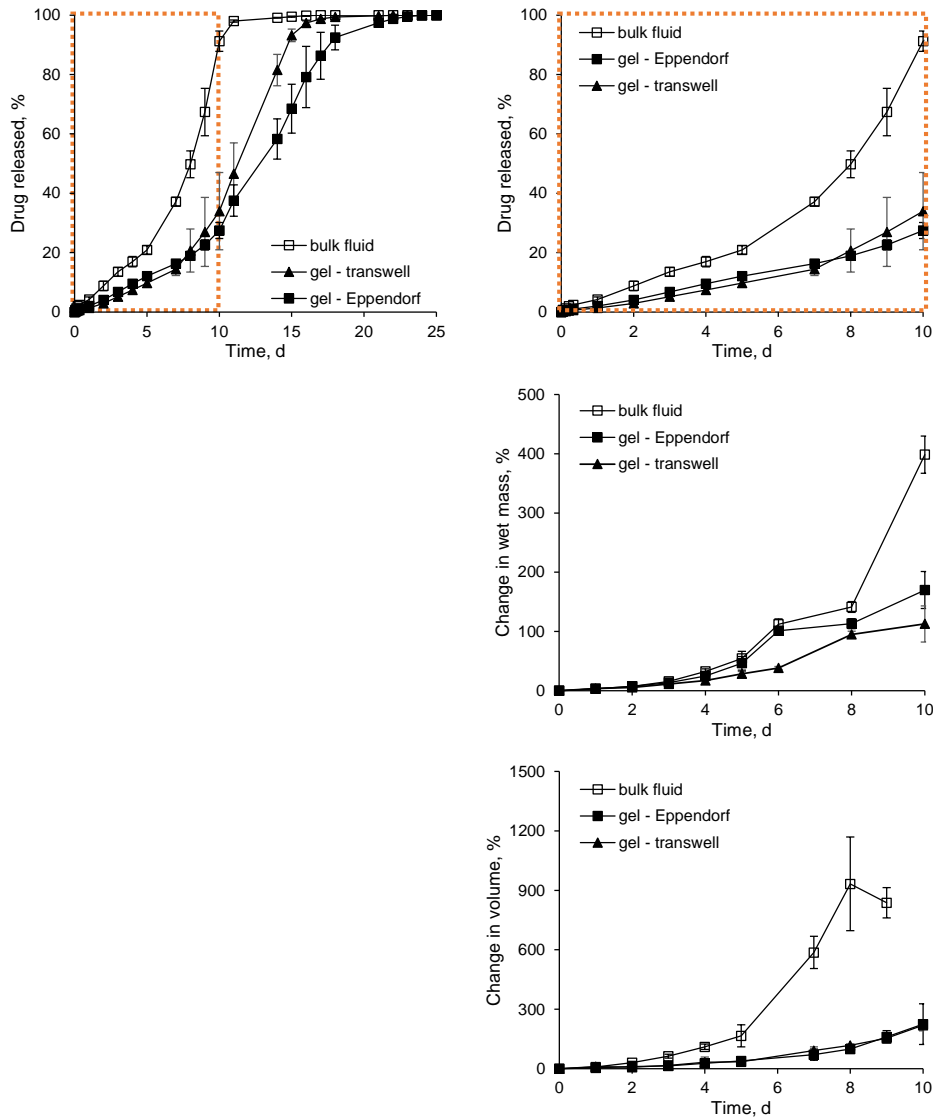 Drug released, %
100
80
60
40
20
0
bulk fluid
gel - transwell
gel - Eppendorf
0 5 10 15 20 25
Time, d
Drug released, %
100
80
60
40
20
0
bulk fluid
gel - Eppendorf
gel - transwell
0 2 4 6 8 10
Time, d
Change in wet mass, %
500
400
300
200
100
0
bulk fluid
gel - Eppendorf
gel - transwell
0 2 4 6 8 10
Time, d
Change in volume, %
1500
1200
900
600
300
0
bulk fluid
gel - Eppendorf
gel - transwell
0 2 4 6 8 10
Time, d